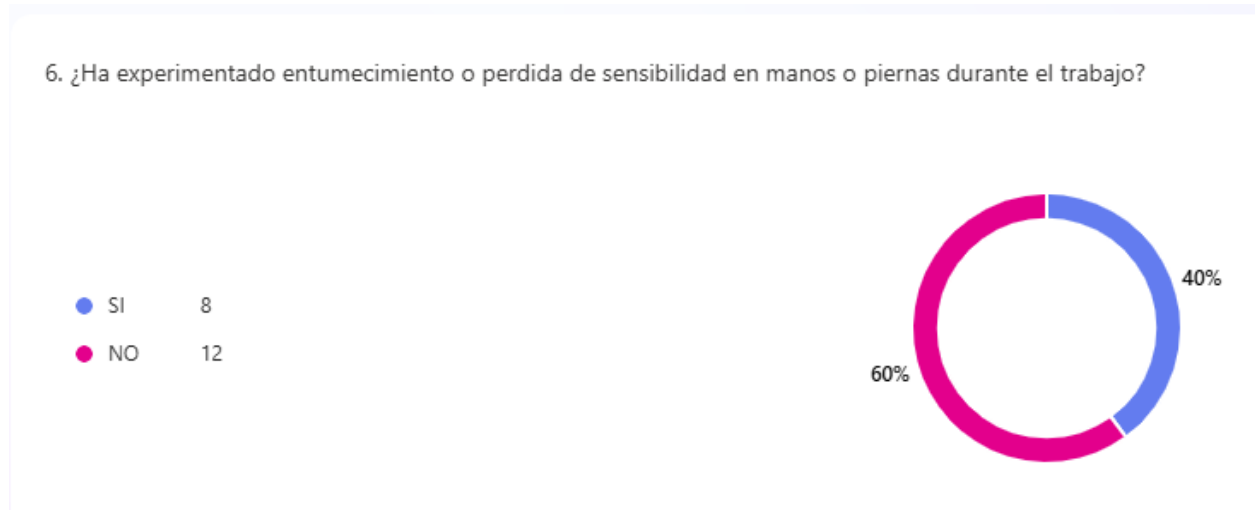 6. ¿Ha experimentado entumecimiento o perdida de sensibilidad en manos o piernas durante el trabajo?
40%
SI 8
NO 12
60%